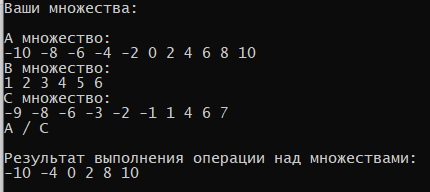 Ваши множества:
А множество:
-10 -8 -6 -4 -2 0 2 4 6 8 10
В множество:
1 2 3 4 5 6
С множество:
-9 -8 -6 -3 -2 -1 1 4 6 7
A / C
Результат выполнения операции над множествами:
-10 -4 0 2 8 10